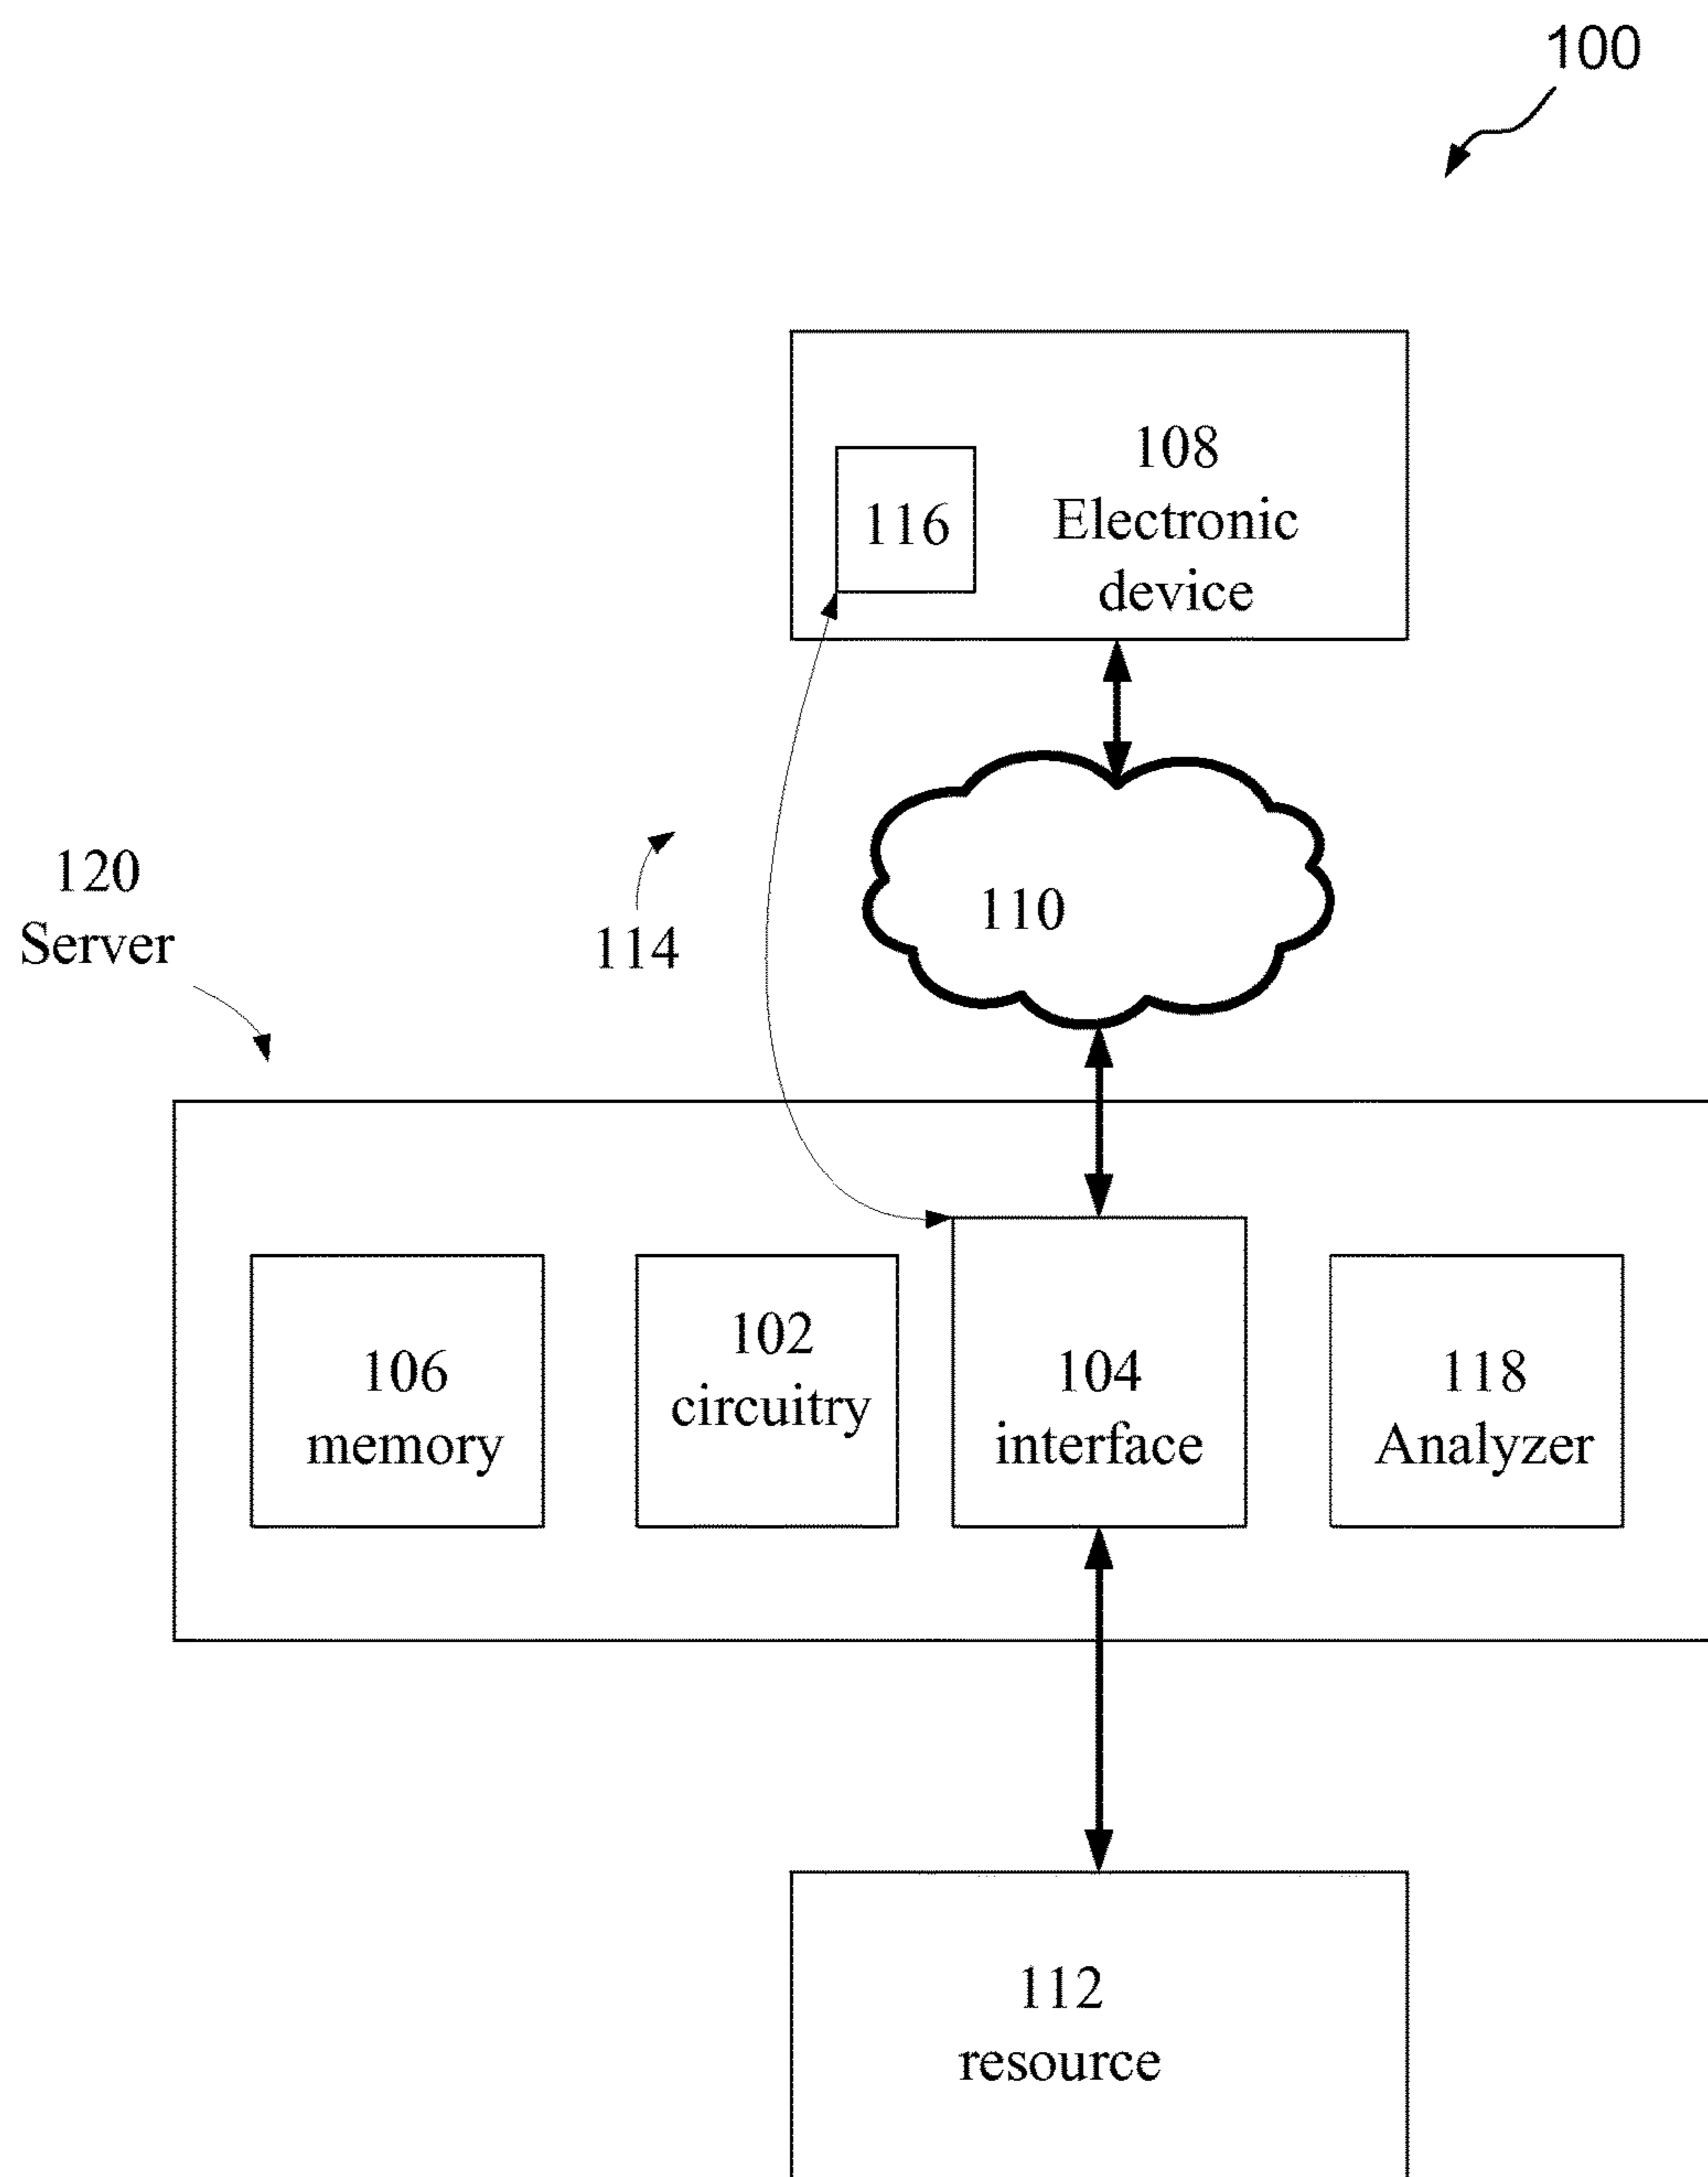 100
108
Electronic
device
116
110
120
Server
114
106
memory
102
circuitry
104
interface
118
Analyzer
112
resource